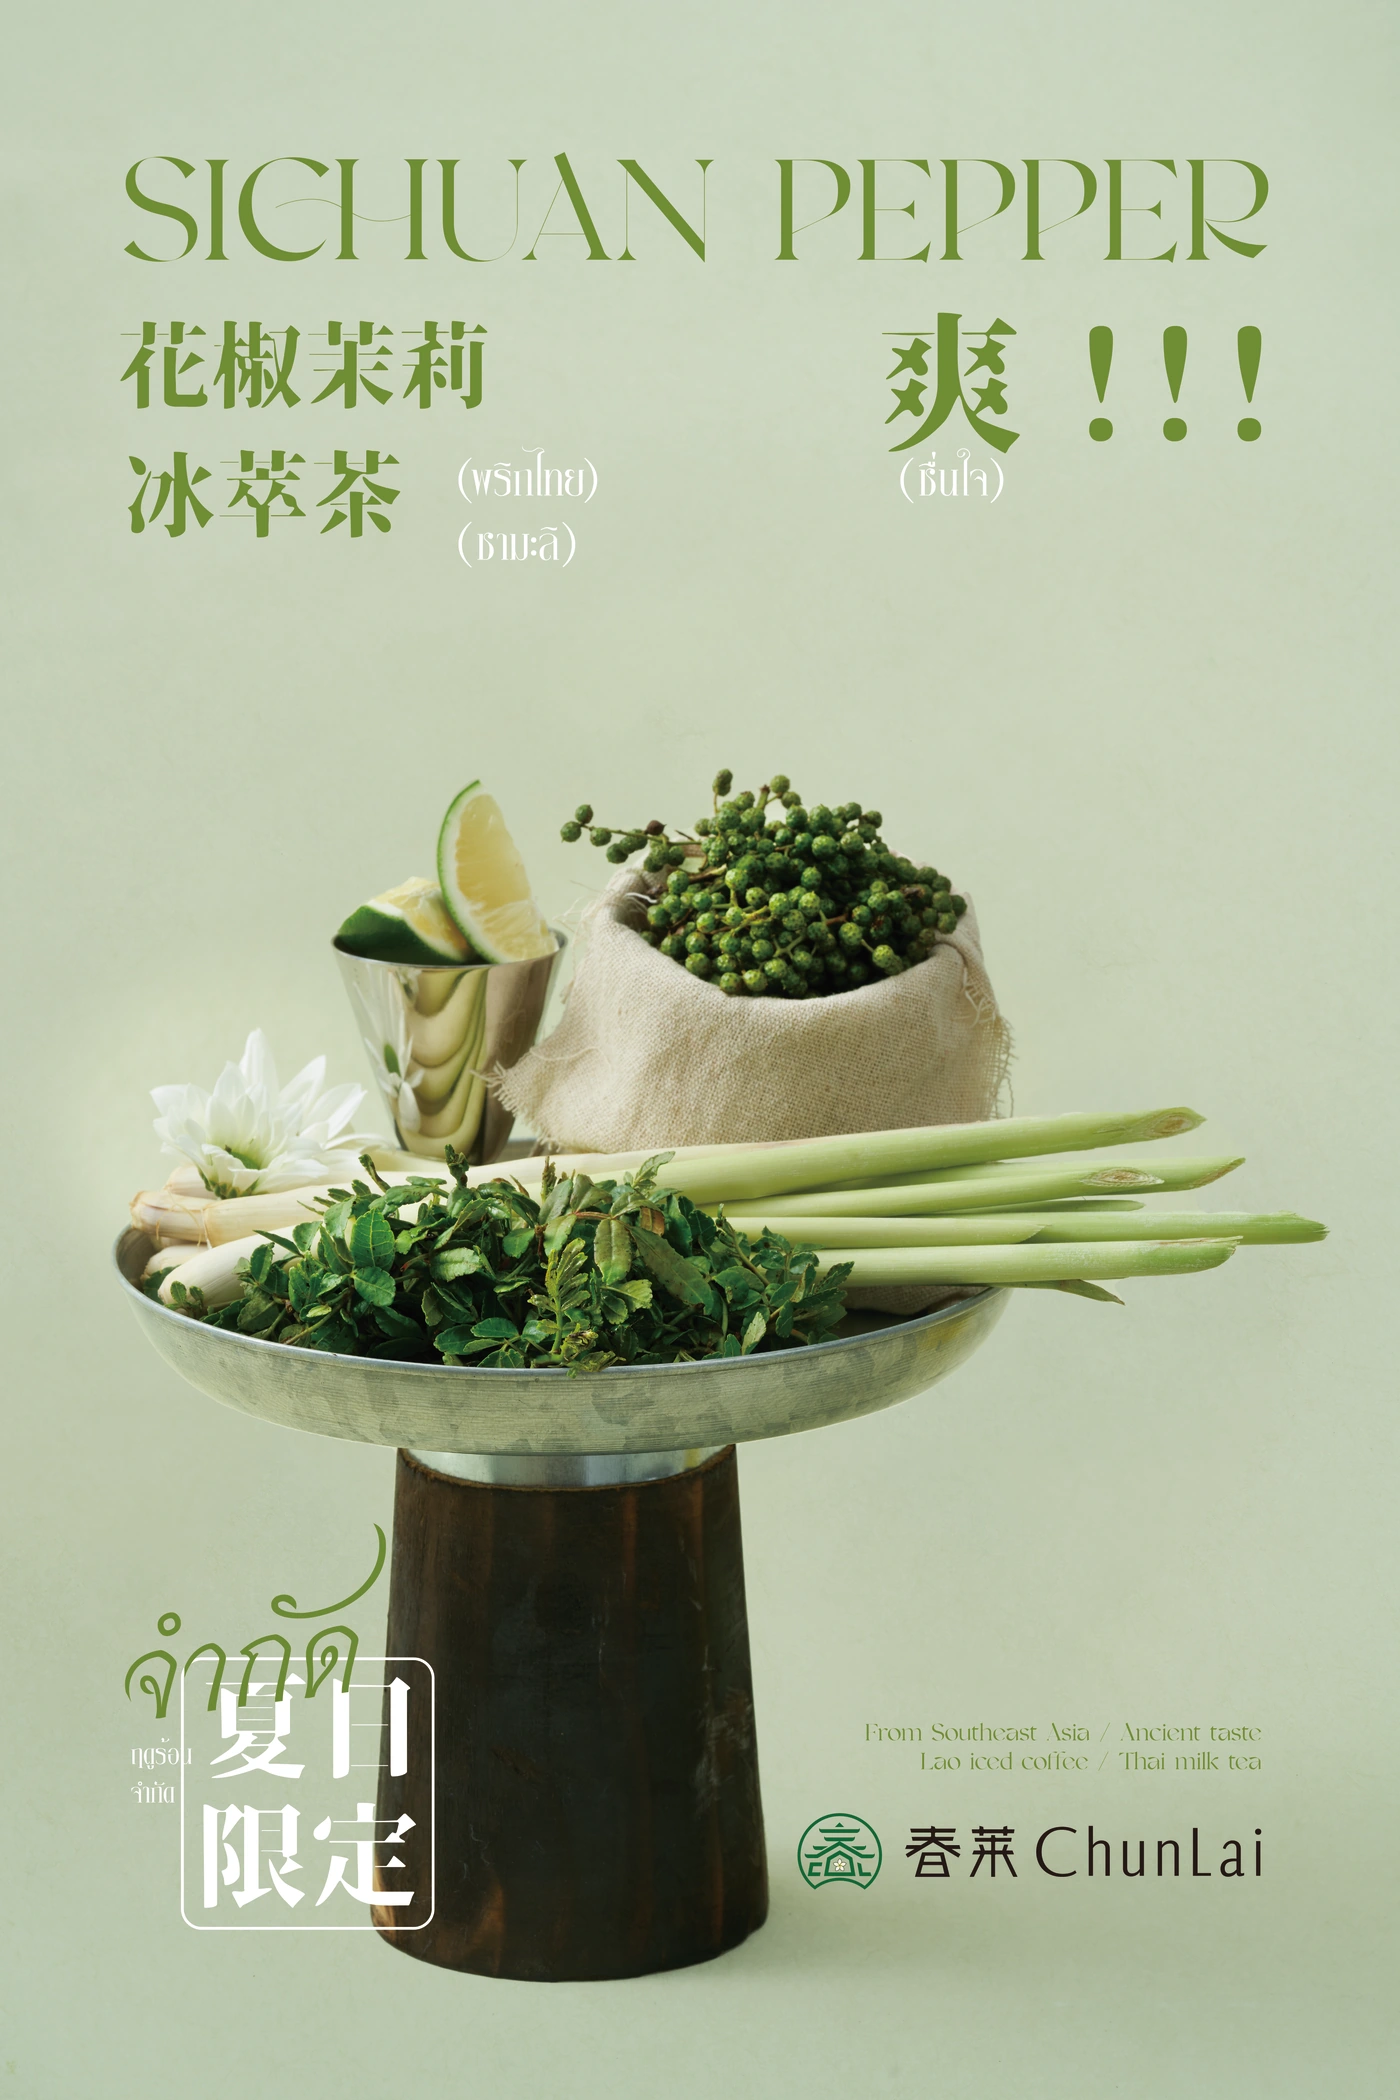 SICHUAN PEPPER
花椒茉莉
爽!!!
冰萃茶
(พริกไทย)
(ชื่นใจ)
(ชามะลิ)
จำกัด
夏日
限定
ฤดูร้อน
จำกัด
From Southeast Asia / Ancient taste
Lao iced coffee / Thai milk tea
春莱 ChunLai